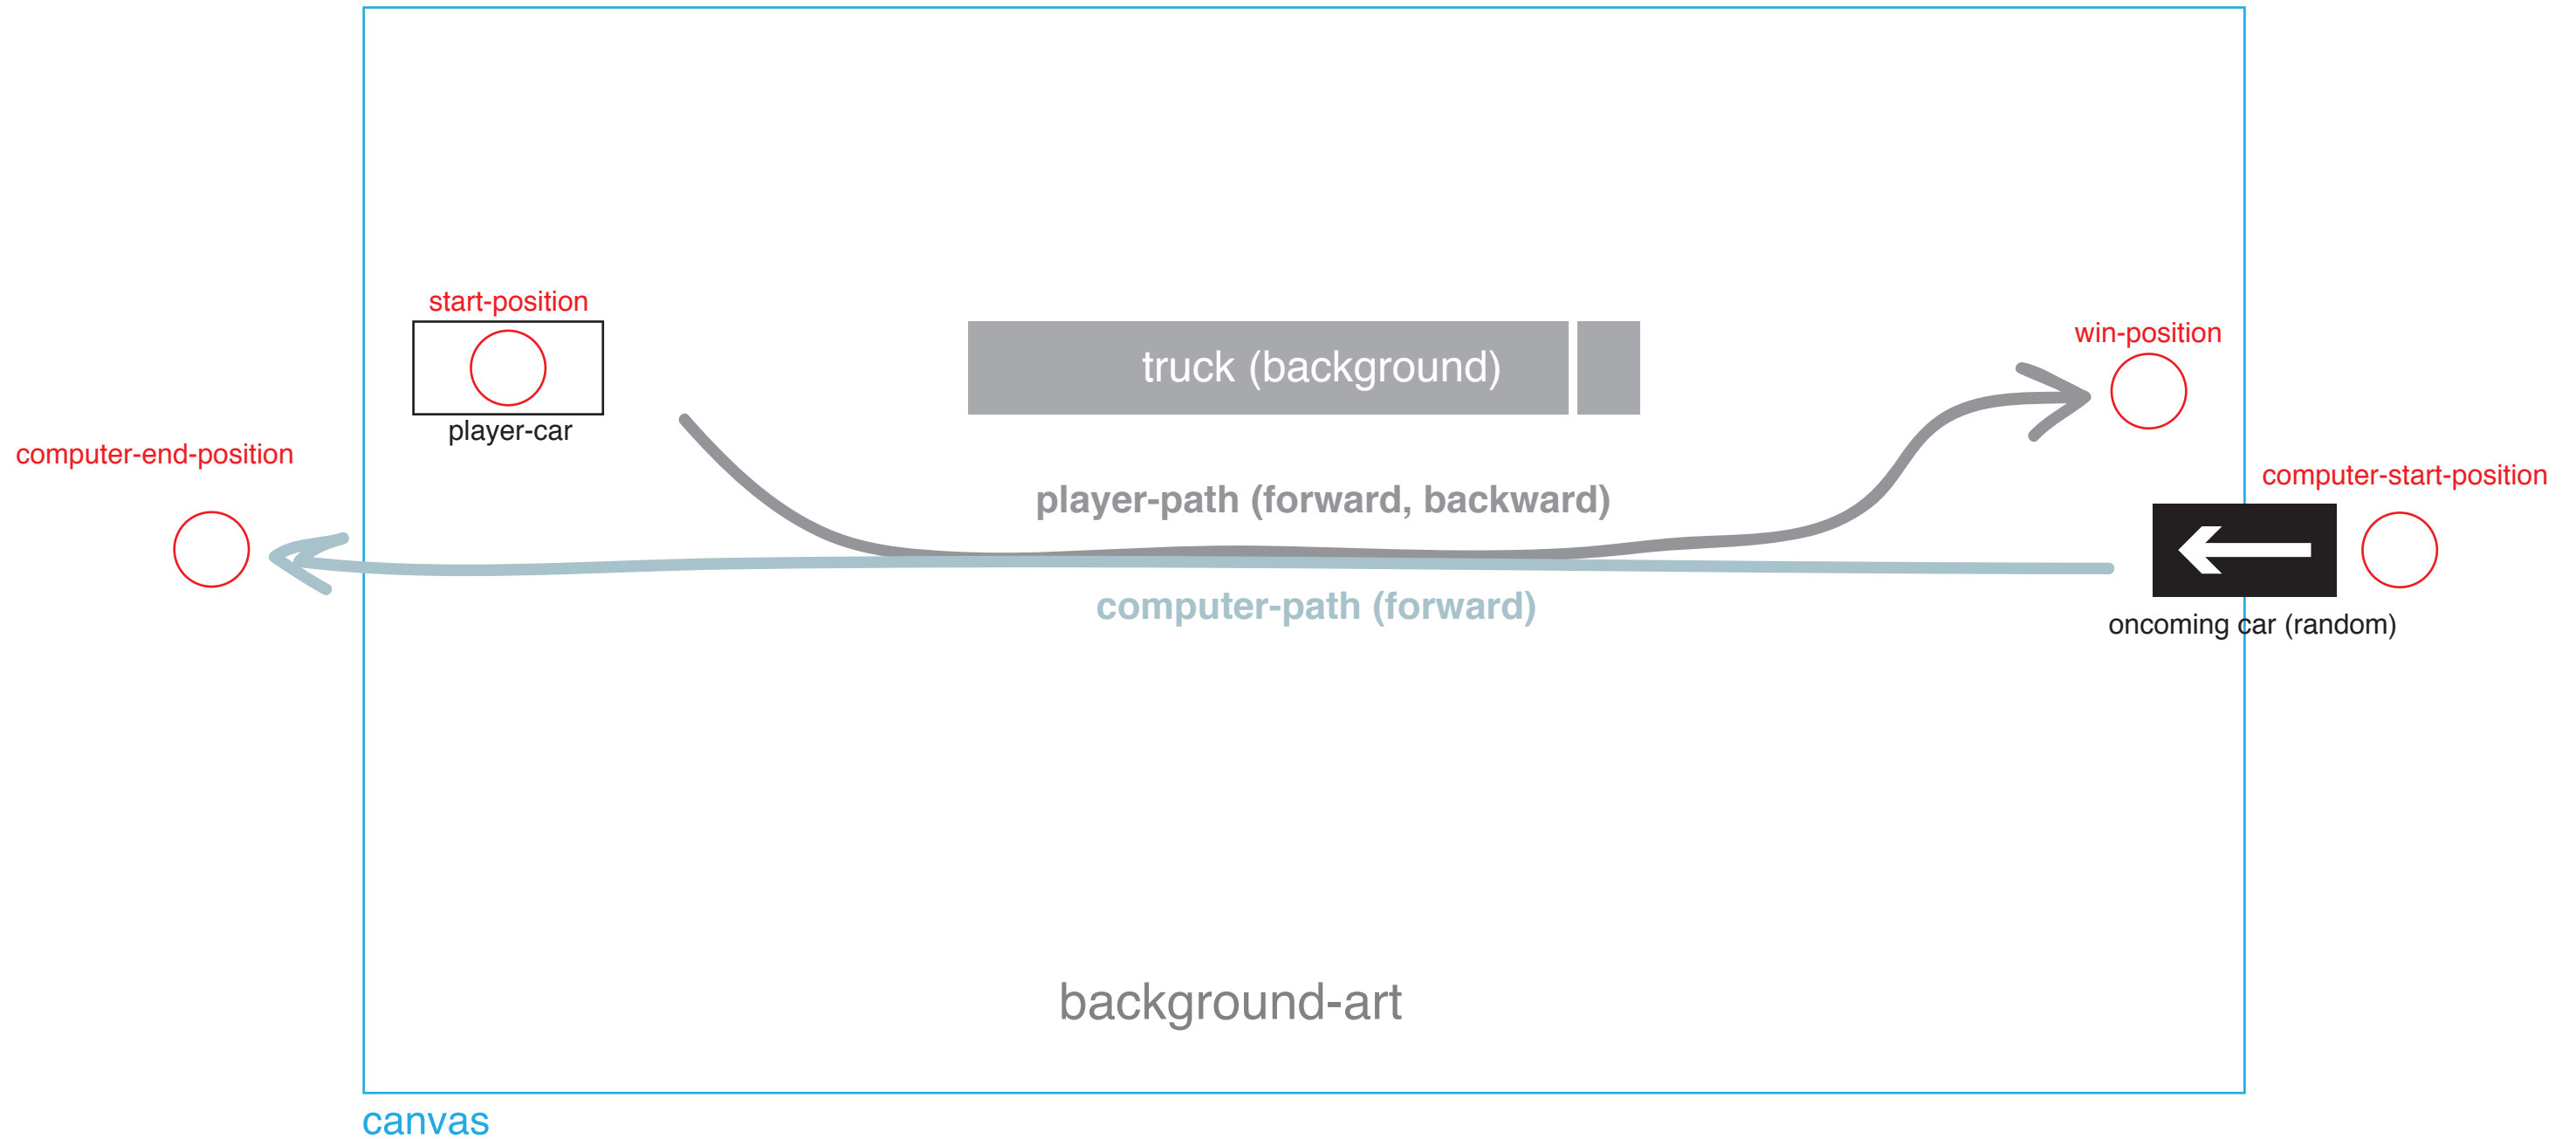 start-position
player-car
computer-end-position
truck (background)
win-position
computer-start-position
player-path (forward, backward)
computer-path (forward)
oncoming car (random)
background-art
canvas